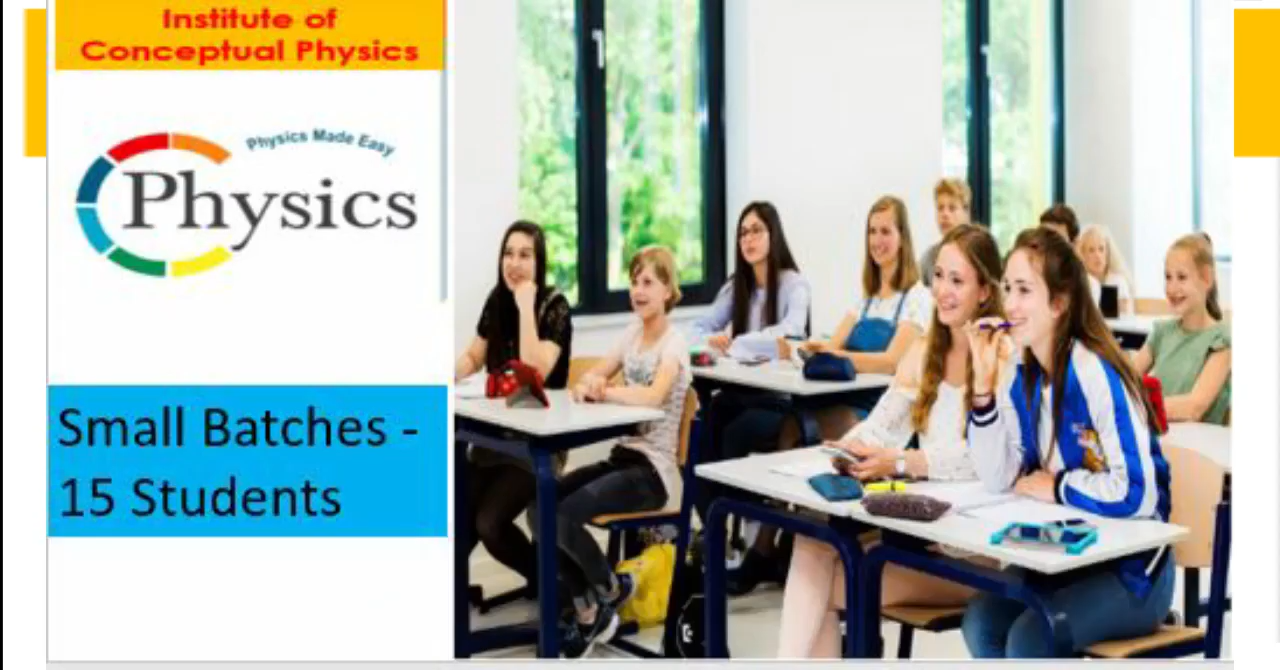 Institute of
Conceptual Physics
Physics Made Easy
Physics
Small Batches -
15 Students